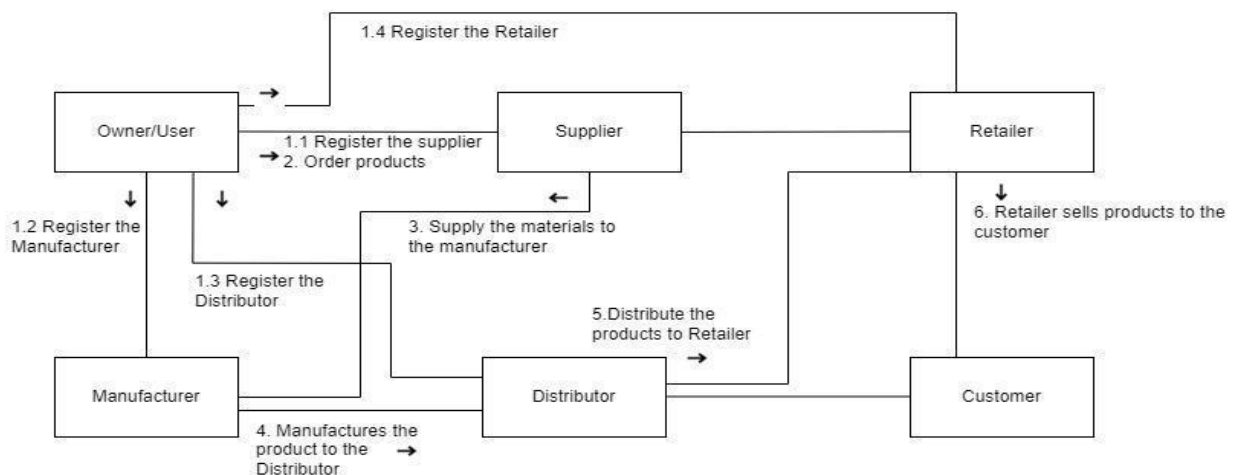 1.4 Register the Retailer
Owner/User
Supplier
Retailer
1.1 Register the supplier
2. Order products
1.2 Register the
Manufacturer
3. Supply the materials to
the manufacturer
6. Retailer sells products to the
customer
1.3 Register the
Distributor
5.Distribute the
products to Retailer
Manufacturer
Distributor
Customer
4. Manufactures the
product to the
Distributor